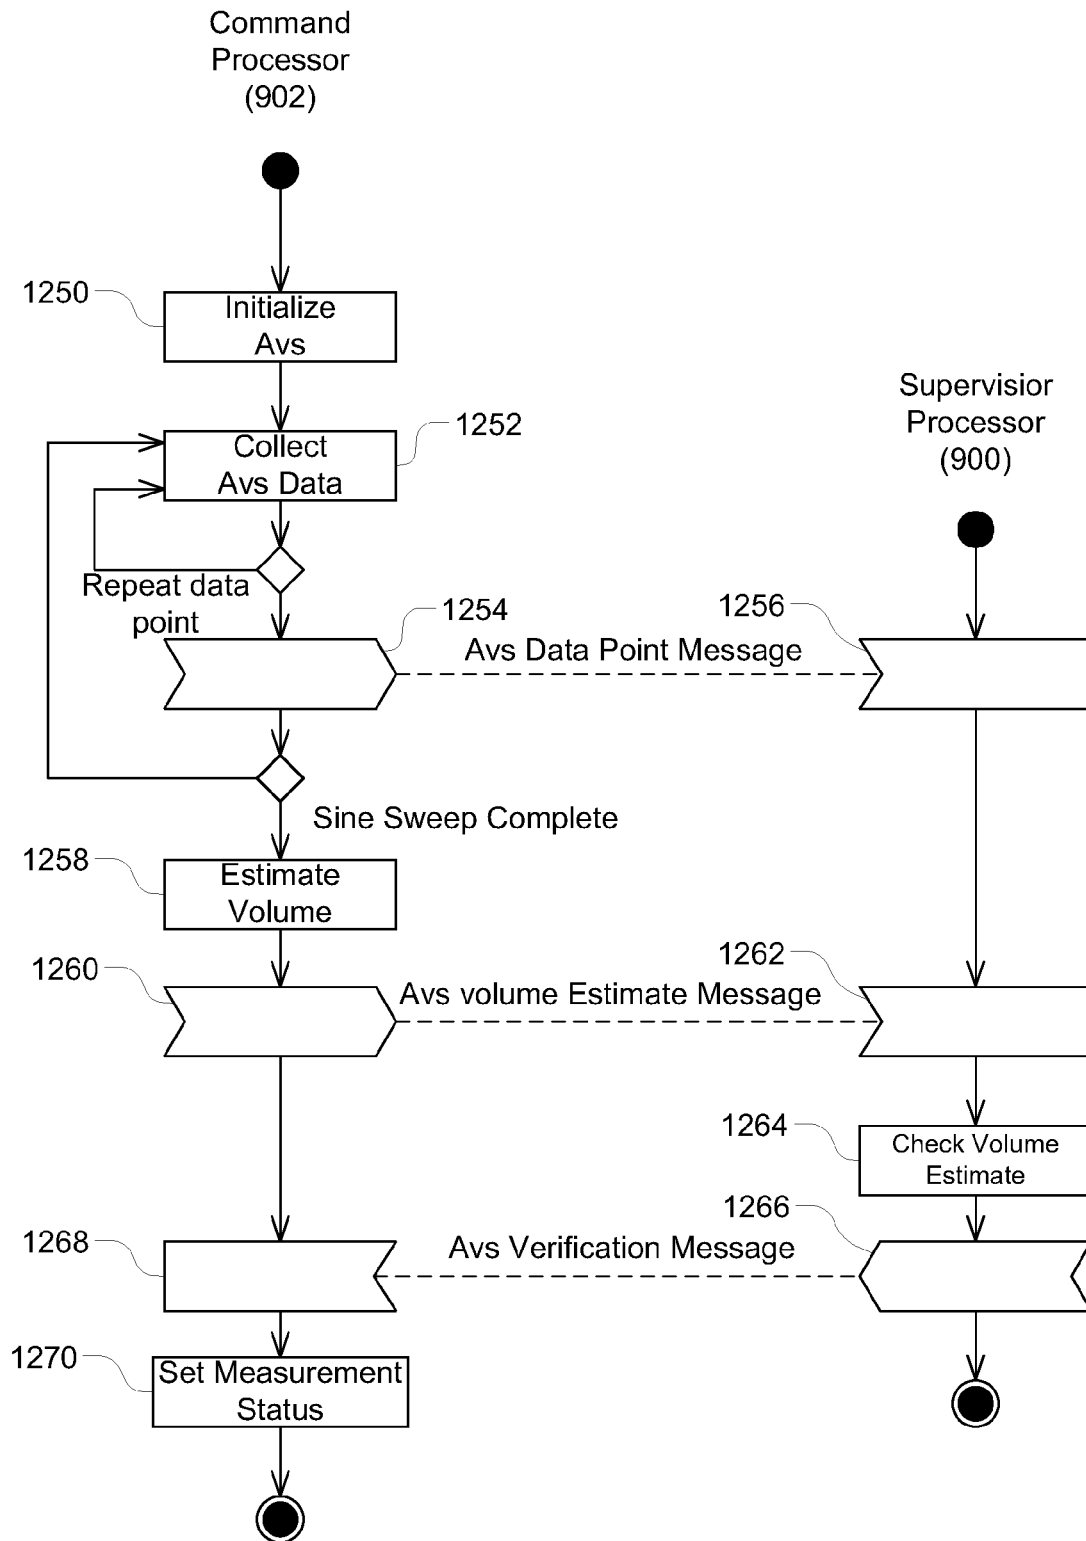 Command
Processor
(902)
1250
Initialize
Avs
Supervisior
Processor
(900)
1252
Collect
Avs Data
Repeat data
point
1254
1256
Avs Data Point Message
Sine Sweep Complete
1258
Estimate
Volume
1260
1262
Avs volume Estimate Message
1264
Check Volume
Estimate
1266
1268
Avs Verification Message
1270
Set Measurement
Status